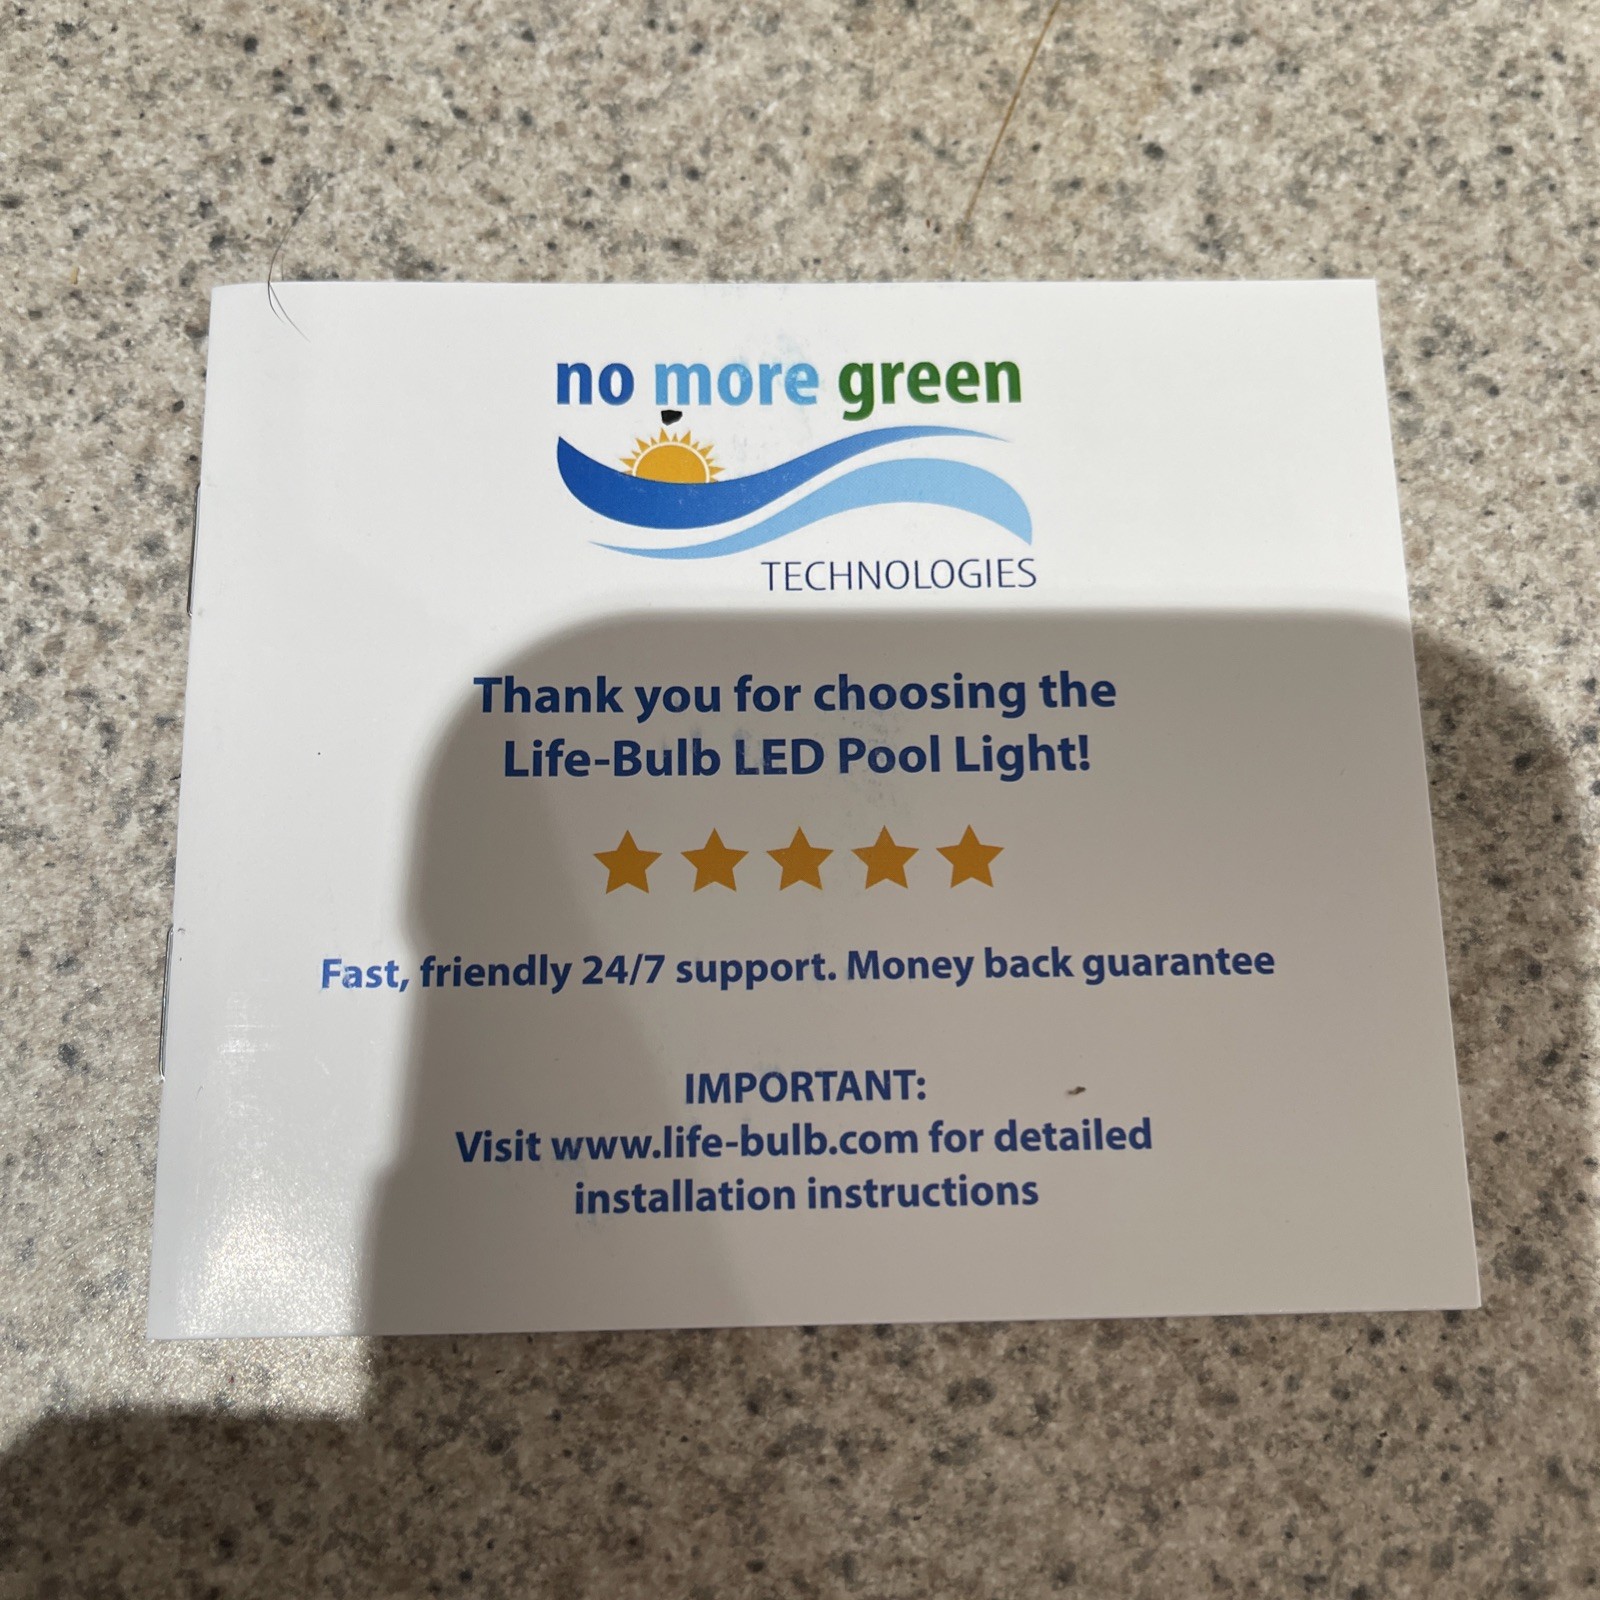 no more green
TECHNOLOGIES
Thank you for choosing the
Life-Bulb LED Pool Light!
Fast, friendly 24/7 support. Money back guarantee
IMPORTANT:
Visit www.life-bulb.com for detailed
installation instructions